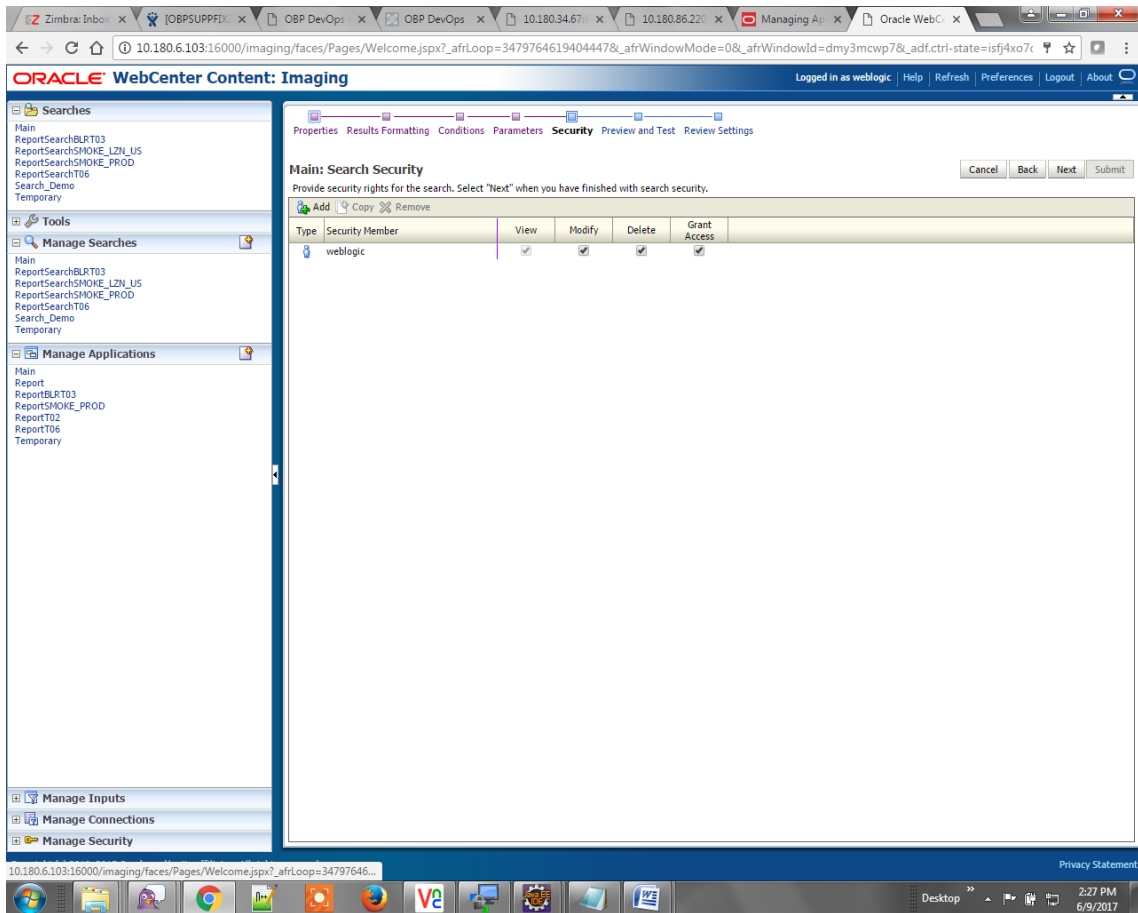 Zimbra: Inbox
[OBPSUPPFIX
OBP DevOps
OBP DevOps
10.180.34.67:
10.180.86.220
Managing Ap
Oracle WebCe
10.180.6.103:16000/imaging/faces/Pages/Welcome.jspx?_afrLoop=34797646194044447&_afrWindowMode=0&_afrWindowId=dmy3mcwp7&_adf.ctrl-state=isfj4xo7c
ORACLE WebCenter Content: Imaging
Logged in as weblogic | Help | Refresh | Preferences | Logout | About
Searches
Main
ReportSearchBLRT03
ReportSearchSMOKE_LZN_US
ReportSearchSMOKE_PROD
ReportSearchT06
Search_Demo
Temporary
Tools
Manage Searches
Main
ReportSearchBLRT03
ReportSearchSMOKE_LZN_US
ReportSearchSMOKE_PROD
ReportSearchT06
Search_Demo
Temporary
Manage Applications
Main
Report
ReportBLRT03
ReportSMOKE_PROD
ReportT02
ReportT06
Temporary
Manage Inputs
Manage Connections
Manage Security
Properties Results Formatting Conditions Parameters Security Preview and Test Review Settings
Main: Search Security
Cancel Back Next Submit
Provide security rights for the search. Select "Next" when you have finished with search security.
Add Copy Remove
Type Security Member View Modify Delete Grant Access
weblogic
Privacy Statement
10.180.6.103:16000/imaging/faces/Pages/Welcome.jspx?_afrLoop=34797646...
Desktop
2:27 PM
6/9/2017